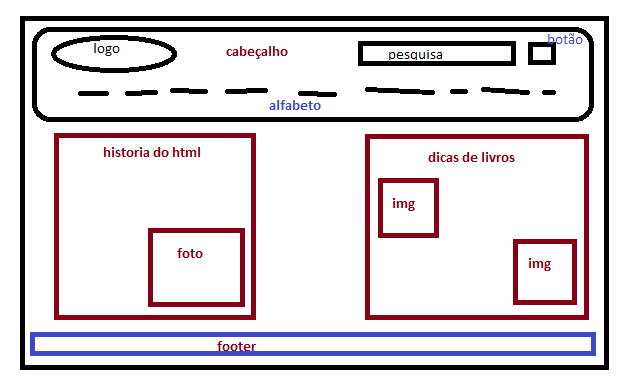 logo
cabeçalho
pesquisa
botão
alfabeto
historia do html
foto
dicas de livros
img
img
footer